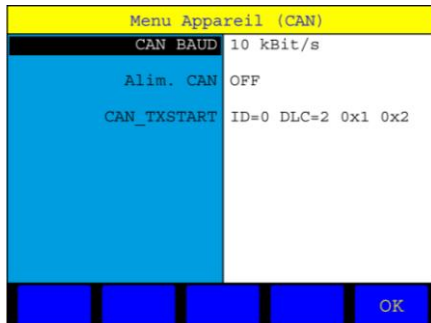 Menu Appareil (CAN)
CAN BAUD 10 kBit/s
Alim. CAN OFF
CAN_TXSTART ID=0 DLC=2 0x1 0x2
OK